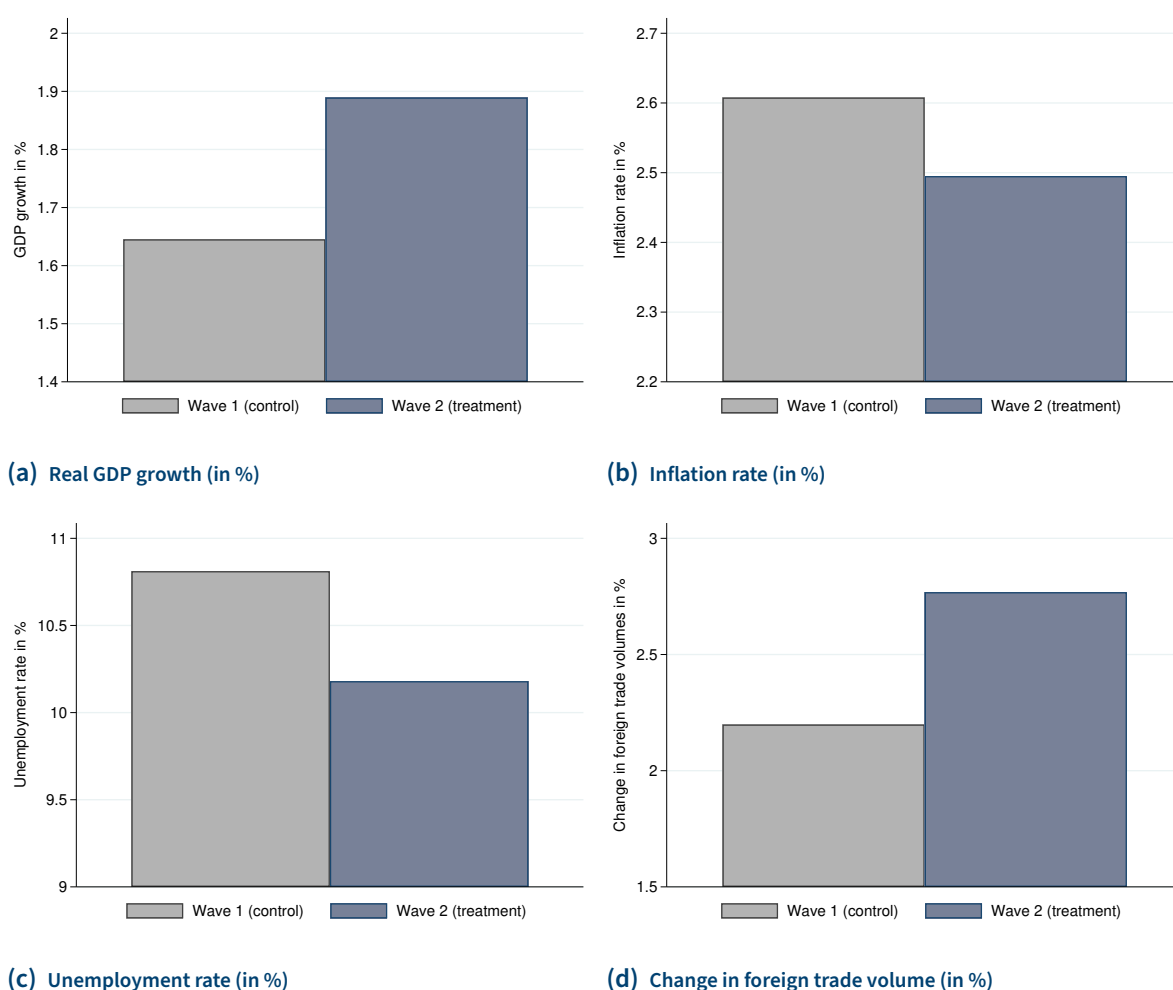 2
1.9
1.8
1.7
1.6
1.5
1.4
GDP growth in %
Wave 1 (control) Wave 2 (treatment)
(a) Real GDP growth (in %)
2.7
2.6
2.5
2.4
2.3
2.2
Inflation rate in %
Wave 1 (control) Wave 2 (treatment)
(b) Inflation rate (in %)
11
10.5
10
9.5
9
Unemployment rate in %
Wave 1 (control) Wave 2 (treatment)
(c) Unemployment rate (in %)
3
2.5
2
1.5
Change in foreign trade volumes in %
Wave 1 (control) Wave 2 (treatment)
(d) Change in foreign trade volume (in %)